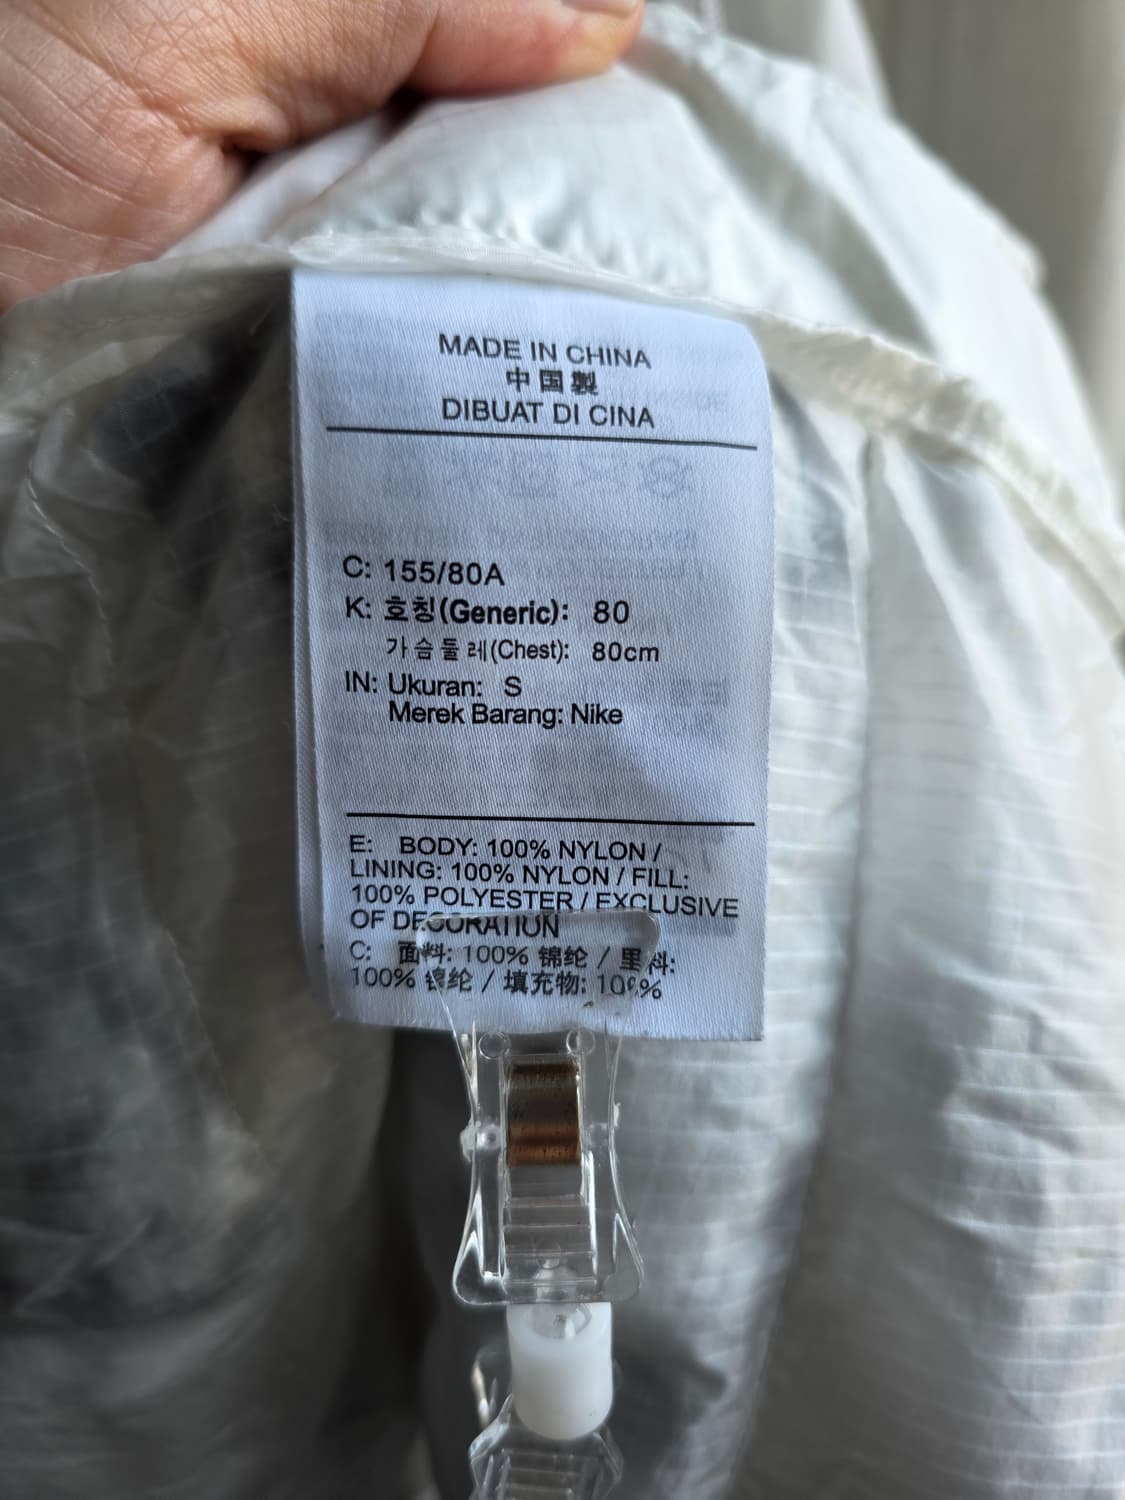 MADE IN CHINA
中国製
DIBUAT DI CINA
C: 155/80A
K: 호칭(Generic): 80
가슴둘레(Chest): 80cm
IN: Ukuran: S
Merek Barang: Nike
E: BODY: 100% NYLON /
LINING: 100% NYLON / FILL:
100% POLYESTER / EXCLUSIVE
OF DECORATION
C: 面料: 100% 锦纶 / 里料:
100% 锦纶 / 填充物: 100%